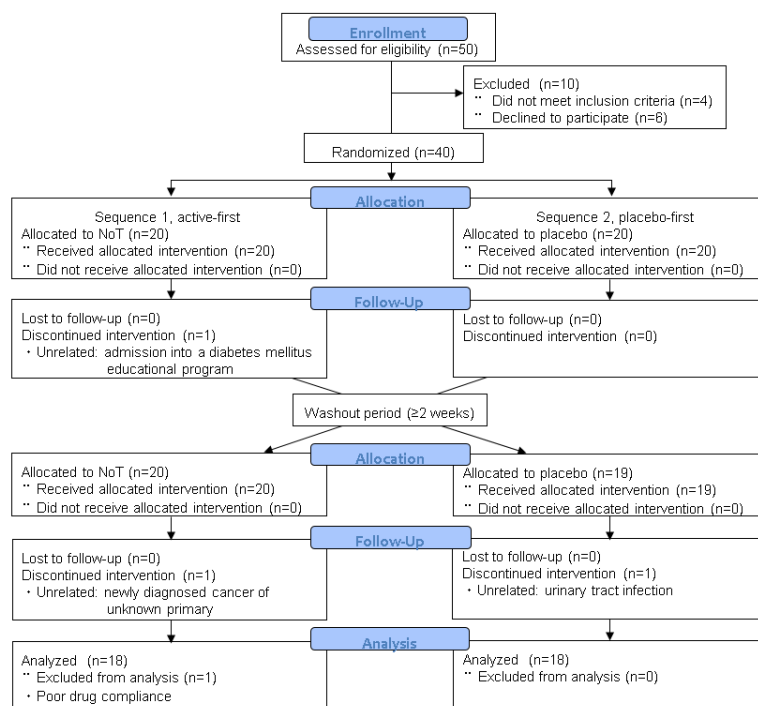 Enrollment
Assessed for eligibility (n=50)
Excluded (n=10)
¨ Did not meet inclusion criteria (n=4)
¨ Declined to participate (n=6)
Randomized (n=40)
Allocation
Sequence 1, active-first
Allocated to NoT (n=20)
¨ Received allocated intervention (n=20)
¨ Did not receive allocated intervention (n=0)
Sequence 2, placebo-first
Allocated to placebo (n=20)
¨ Received allocated intervention (n=20)
¨ Did not receive allocated intervention (n=0)
Follow-Up
Lost to follow-up (n=0)
Discontinued intervention (n=1)
・Unrelated: admission into a diabetes mellitus
educational program
Lost to follow-up (n=0)
Discontinued intervention (n=0)
Washout period (≥2 weeks)
Allocation
Allocated to NoT (n=20)
¨ Received allocated intervention (n=20)
¨ Did not receive allocated intervention (n=0)
Allocated to placebo (n=19)
¨ Received allocated intervention (n=19)
¨ Did not receive allocated intervention (n=0)
Follow-Up
Lost to follow-up (n=0)
Discontinued intervention (n=1)
・Unrelated: newly diagnosed cancer of
unknown primary
Lost to follow-up (n=0)
Discontinued intervention (n=1)
・Unrelated: urinary tract infection
Analysis
Analyzed (n=18)
¨ Excluded from analysis (n=1)
・Poor drug compliance
Analyzed (n=18)
¨ Excluded from analysis (n=0)